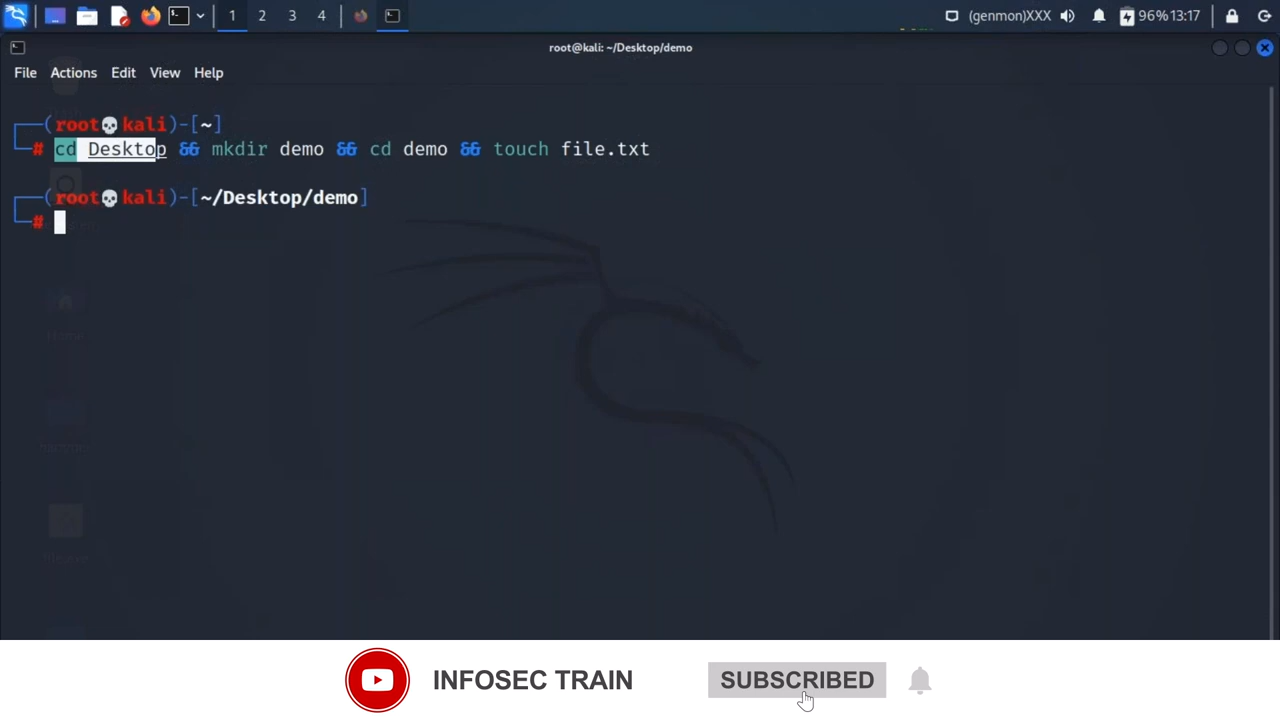 1 2 3 4 (genmon)XXX 96% 13:17
root@kali: ~/Desktop/demo
File Actions Edit View Help
┌──(root💀kali)-[~]
└─# cd Desktop && mkdir demo && cd demo && touch file.txt
┌──(root💀kali)-[~/Desktop/demo]
└─#
Home
INFOSEC TRAIN SUBSCRIBED